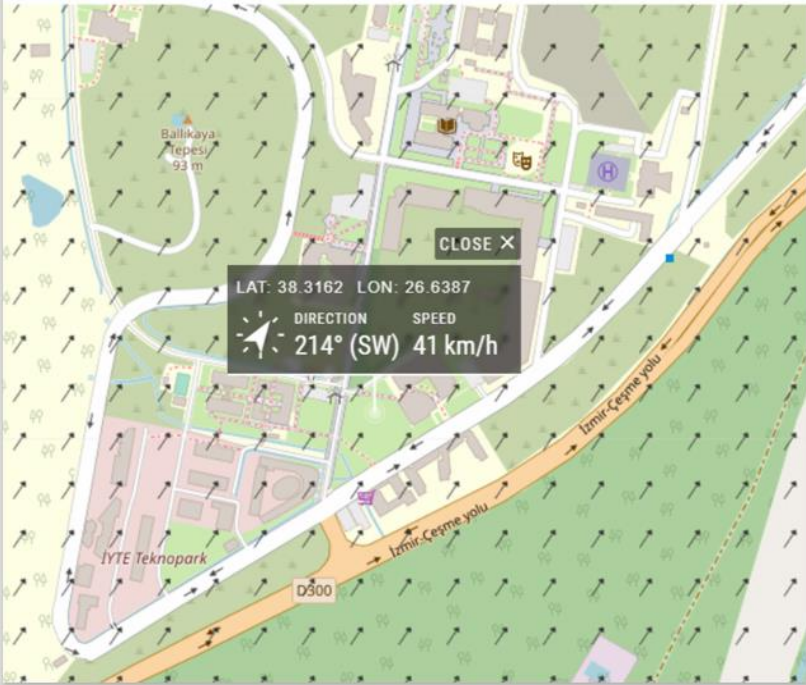 Ballıkaya
Tepesi
93 m
H
CLOSE ×
LAT: 38.3162 LON: 26.6387
DIRECTION SPEED
214° (SW) 41 km/h
İzmir-Çeşme yolu
İzmir-Çeşme yolu
İYTE Teknopark
D300